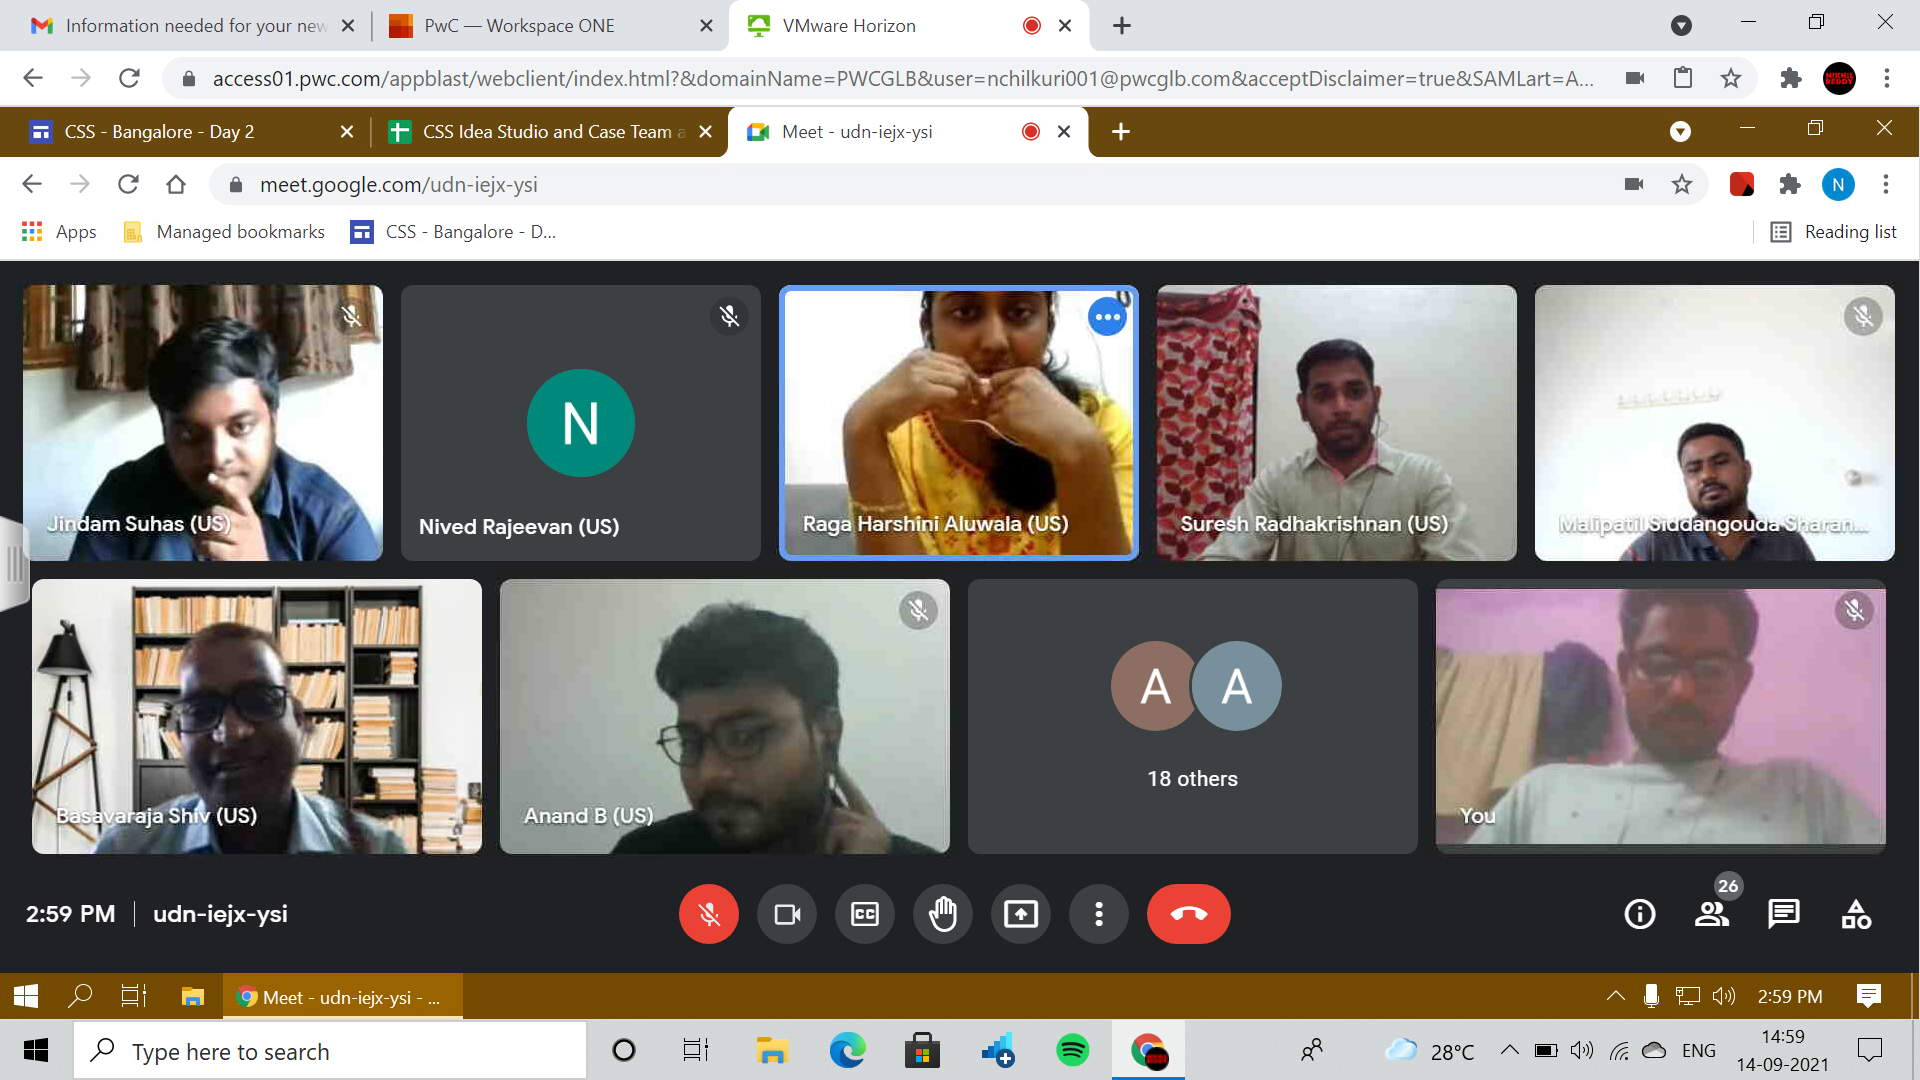 Information needed for your new
PwC — Workspace ONE
VMware Horizon
access01.pwc.com/appblast/webclient/index.html?&domainName=PWCGLB&user=nchilkuri001@pwcglb.com&acceptDisclaimer=true&SAMLart=A...
NIKHIL
REDDY
CSS - Bangalore - Day 2
CSS Idea Studio and Case Team a
Meet - udn-iejx-ysi
meet.google.com/udn-iejx-ysi
N
Apps
Managed bookmarks
CSS - Bangalore - D...
Reading list
Jindam Suhas (US)
N
Nived Rajeevan (US)
Raga Harshini Aluwala (US)
Suresh Radhakrishnan (US)
Malipatil Siddangouda Sharan...
Basavaraja Shiv (US)
Anand B (US)
A
A
18 others
You
2:59 PM
udn-iejx-ysi
CC
26
Meet - udn-iejx-ysi - ...
2:59 PM
Type here to search
28°C
ENG
14:59
14-09-2021